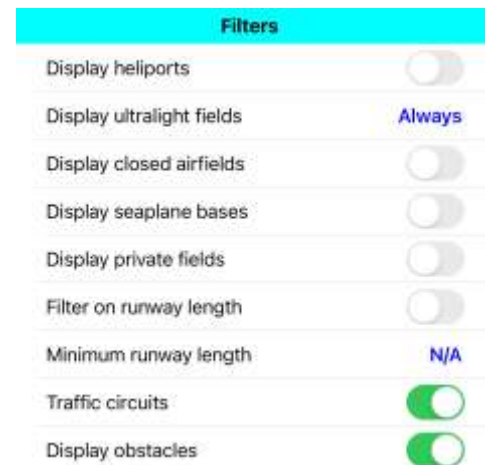 Filters
Display heliports
Display ultralight fields Always
Display closed airfields
Display seaplane bases
Display private fields
Filter on runway length
Minimum runway length N/A
Traffic circuits
Display obstacles